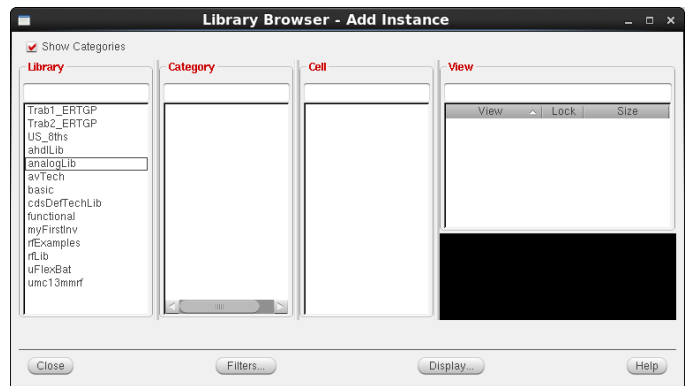 Library Browser - Add Instance
Show Categories
Library
Category
Cell
View
View Lock Size
Trab1_ERTGP
Trab2_ERTGP
US_8ths
ahdlLib
analogLib
avTech
basic
cdsDefTechLib
functional
myFirstInv
rfExamples
rfLib
uFlexBat
umc13mmrf
Close
Filters...
Display...
Help